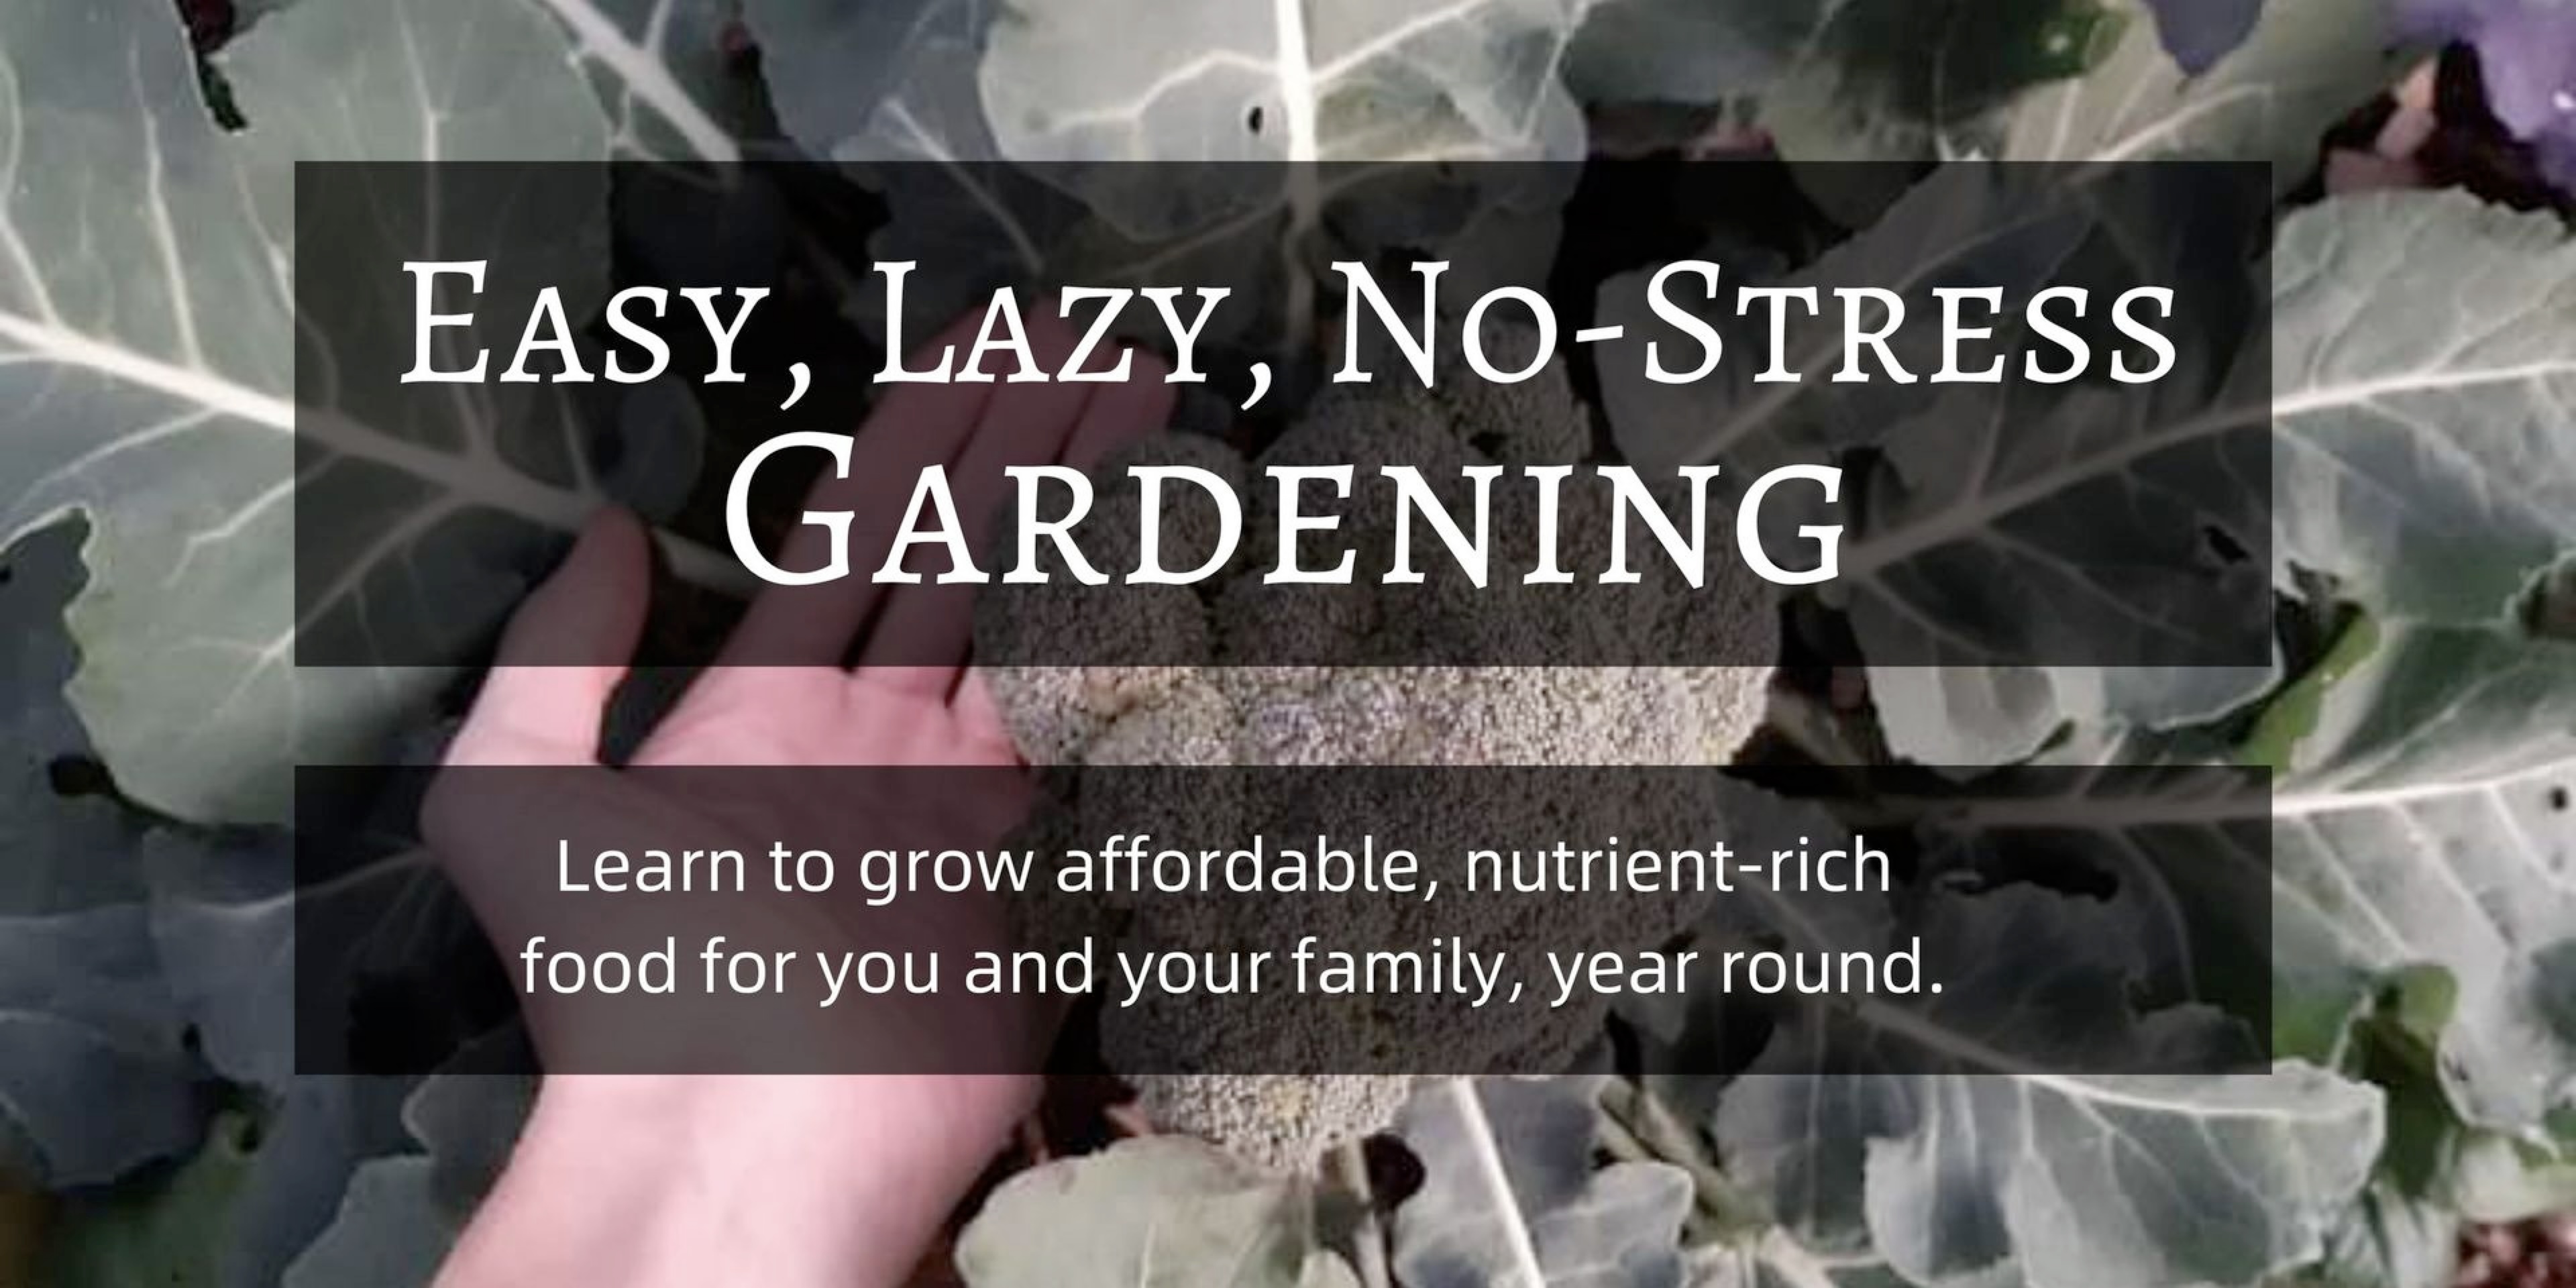 Easy, Lazy, No-Stress
Gardening
Learn to grow affordable, nutrient-rich
food for you and your family, year round.